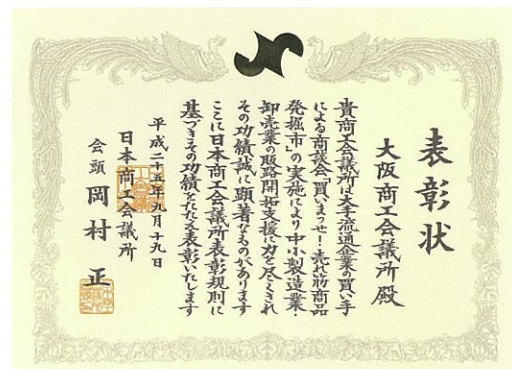 表彰状
大阪商工会議所殿
貴商工会議所は大手流通企業の買い手
による商談会「買いまっせ!売れ筋商品
発掘市」の実施により中小製造業・
卸売業の販路開拓支援に力を尽くされ
その功績誠に顕著なものがあります
ここに日本商工会議所表彰規則に
基づきその功績をたたえ表彰いたします
平成二十五年九月十九日
日本商工会議所
会頭 岡村 正